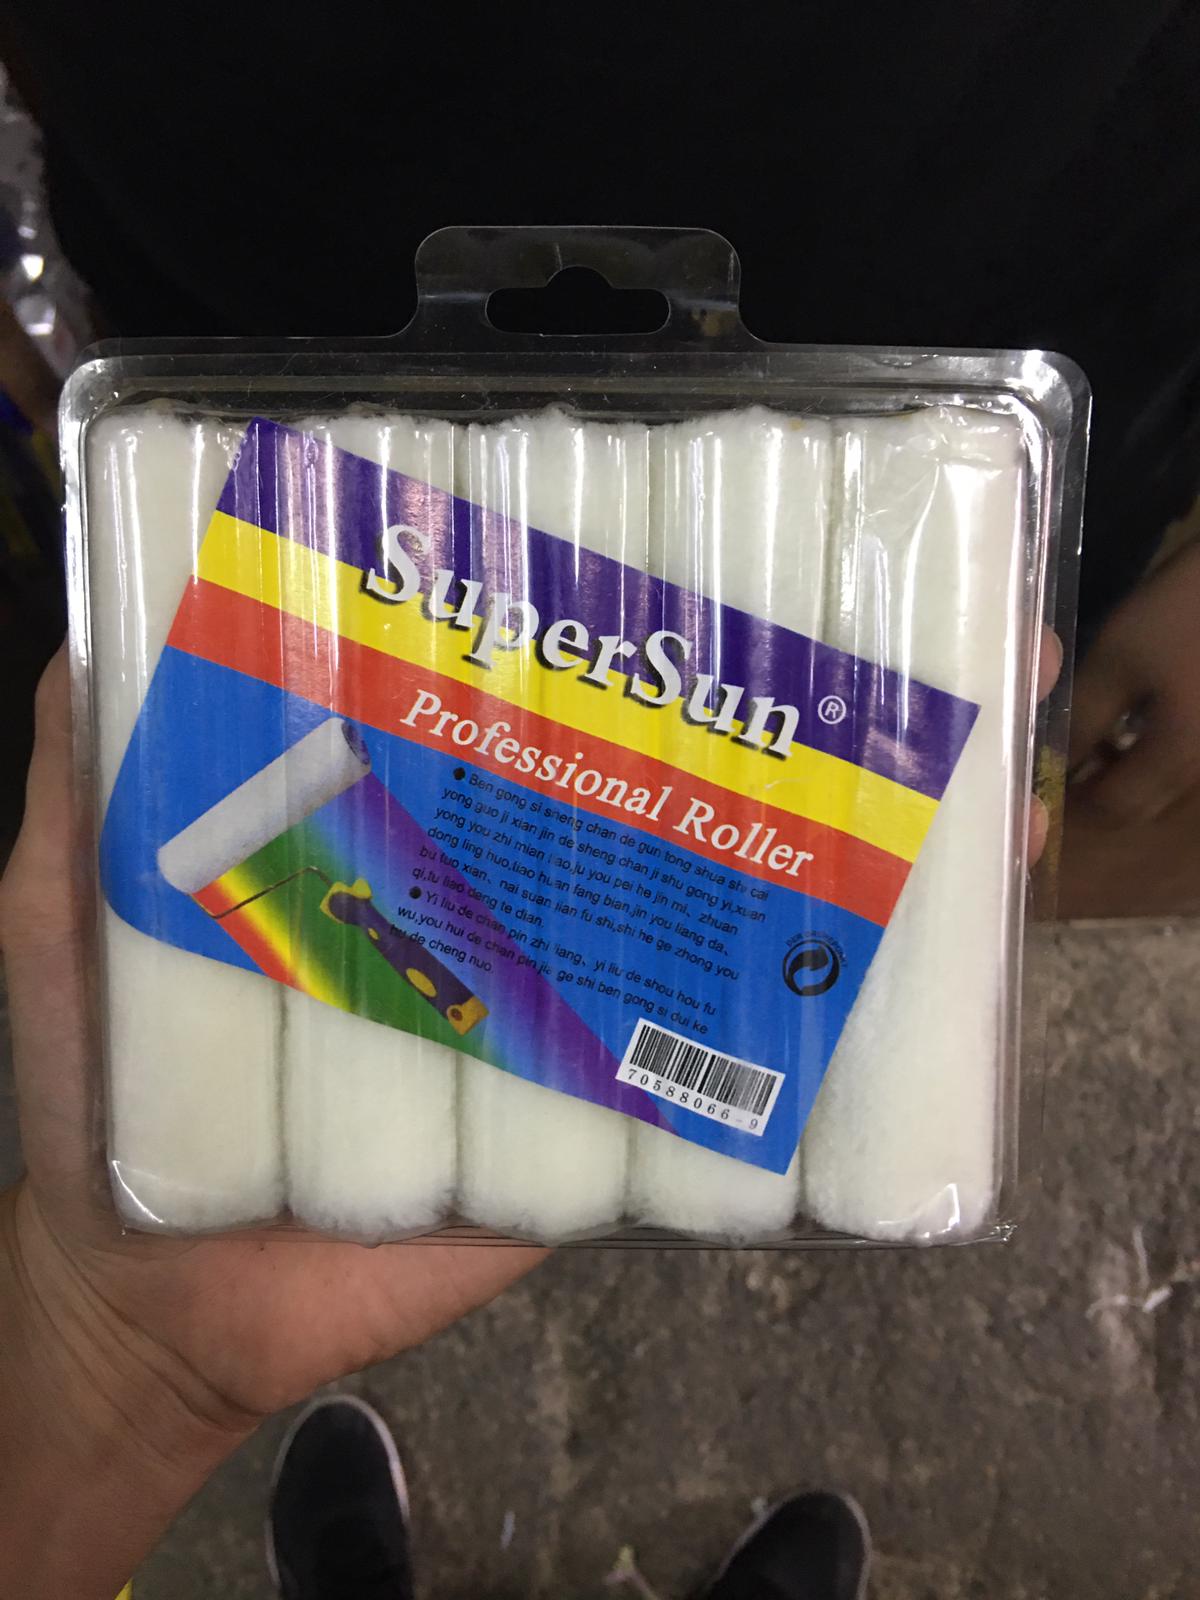 SuperSun®
Professional Roller
● Ben gong si sheng chan de gun tong shua shi cai
yong guo ji xian jin de sheng chan ji shu gong yi,xuan
yong you zhi mian liao,ju you pei he jin mi、zhuan
dong ling huo,tiao huan fang bian,jin you liang da、
bu tuo xian、nai suan jian fu shi,shi he ge zhong you
qi,tu liao deng te dian.
● Yi liu de chan pin zhi liang、yi liu de shou hou fu
wu,you hui de chan pin jia ge shi ben gong si dui ke
hu de cheng nuo.
DER GRÜNE PUNKT
70588066-9